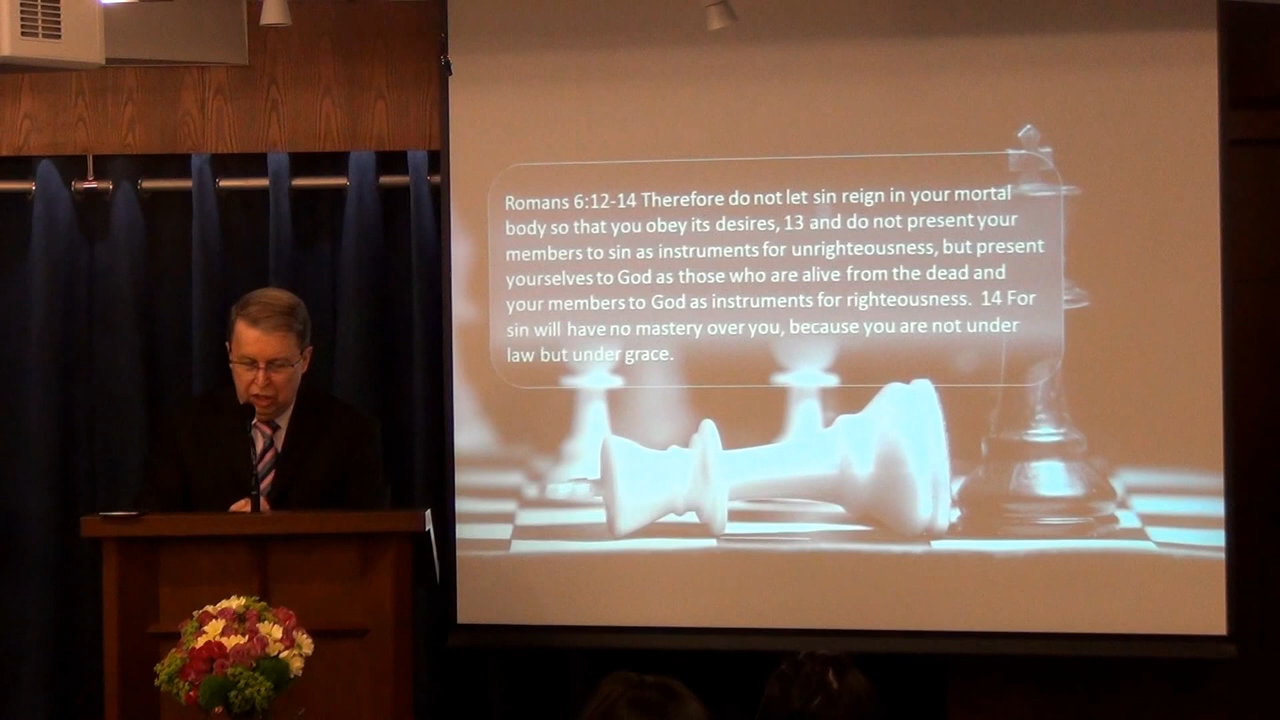 Romans 6:12-14 Therefore do not let sin reign in your mortal
body so that you obey its desires, 13 and do not present your
members to sin as instruments for unrighteousness, but present
yourselves to God as those who are alive from the dead and
your members to God as instruments for righteousness. 14 For
sin will have no mastery over you, because you are not under
law but under grace.